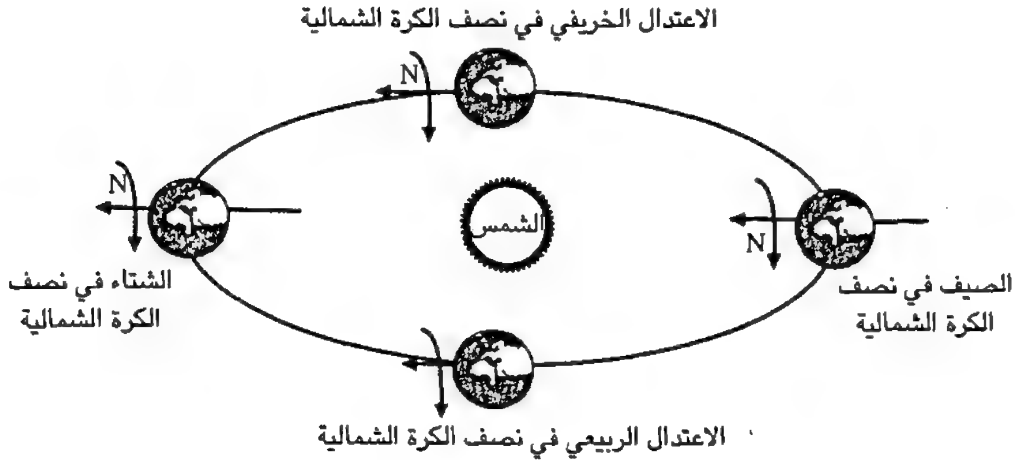 الاعتدال الخريفي في نصف الكرة الشمالية
N
N
N
الشمس
الشتاء في نصف
الكرة الشمالية
الصيف في نصف
الكرة الشمالية
N
الاعتدال الربيعي في نصف الكرة الشمالية